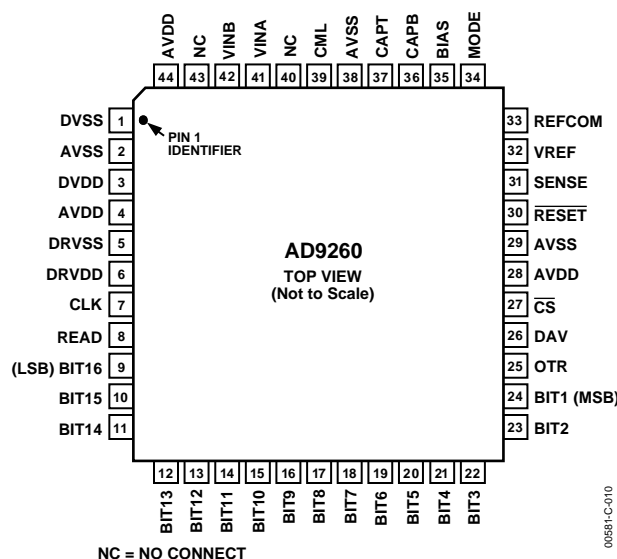 AVDD
NC
VINB
VINA
NC
CML
AVSS
CAPT
CAPB
BIAS
MODE
44 43 42 41 40 39 38 37 36 35 34
DVSS 1
AVSS 2
DVDD 3
AVDD 4
DRVSS 5
DRVDD 6
CLK 7
READ 8
(LSB) BIT16 9
BIT15 10
BIT14 11
PIN 1
IDENTIFIER
AD9260
TOP VIEW
(Not to Scale)
33 REFCOM
32 VREF
31 SENSE
30 RESET
29 AVSS
28 AVDD
27 CS
26 DAV
25 OTR
24 BIT1 (MSB)
23 BIT2
12 13 14 15 16 17 18 19 20 21 22
BIT13
BIT12
BIT11
BIT10
BIT9
BIT8
BIT7
BIT6
BIT5
BIT4
BIT3
NC = NO CONNECT
00581-C-010